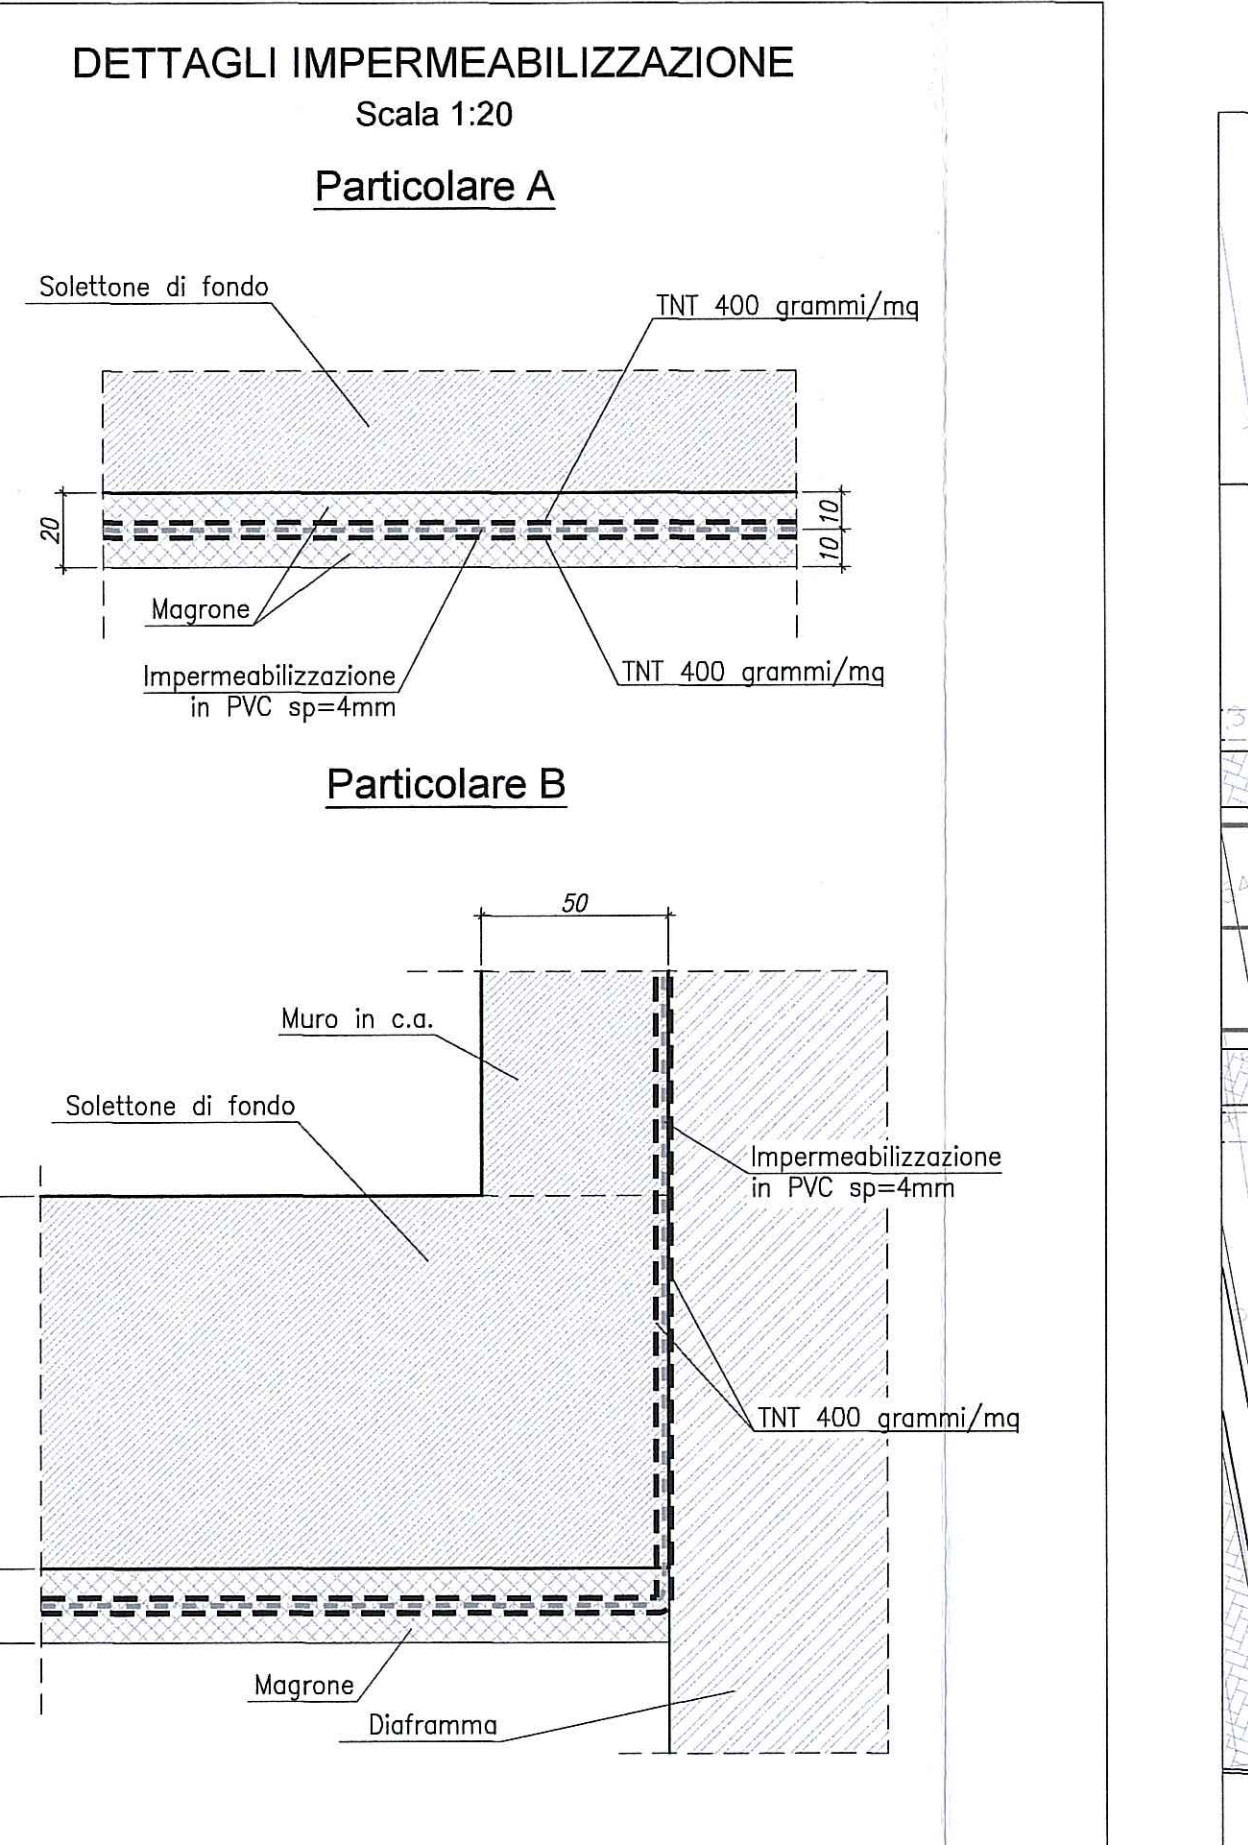 DETTAGLI IMPERMEABILIZZAZIONE
Scala 1:20
Particolare A
Solettone di fondo
TNT 400 grammi/mq
20
10
10
Magrone
Impermeabilizzazione
in PVC sp=4mm
TNT 400 grammi/mq
Particolare B
50
Muro in c.a.
Solettone di fondo
Impermeabilizzazione
in PVC sp=4mm
TNT 400 grammi/mq
Magrone
Diaframma